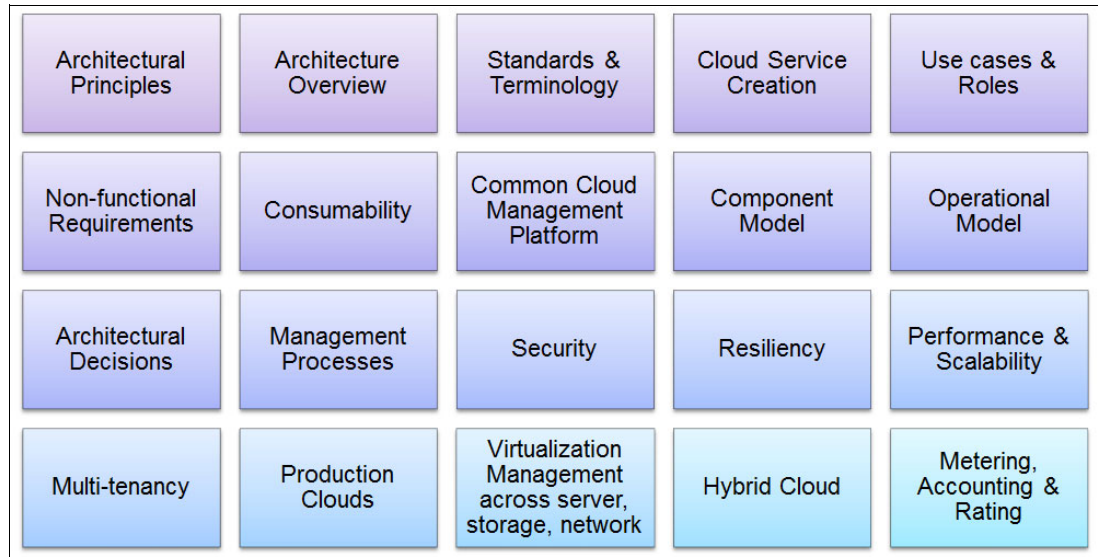 Architectural
Principles
Architecture
Overview
Standards &
Terminology
Cloud Service
Creation
Use cases &
Roles
Non-functional
Requirements
Consumability
Common Cloud
Management
Platform
Component
Model
Operational
Model
Architectural
Decisions
Management
Processes
Security
Resiliency
Performance &
Scalability
Multi-tenancy
Production
Clouds
Virtualization
Management
across server,
storage, network
Hybrid Cloud
Metering,
Accounting &
Rating